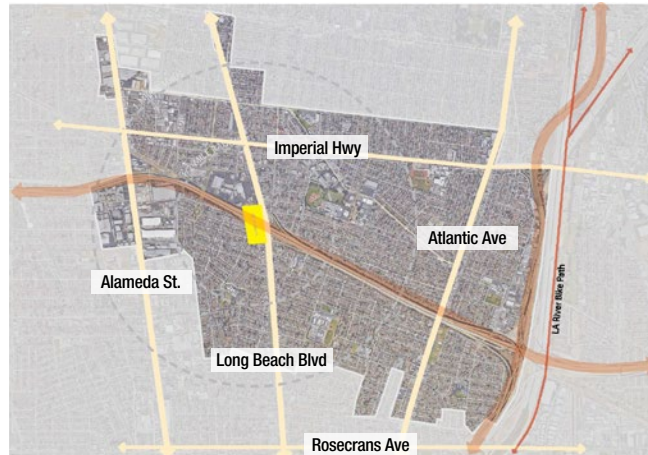 Imperial Hwy
Atlantic Ave
Alameda St.
LA River Bike Path
Long Beach Blvd
Rosecrans Ave